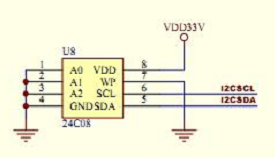 VDD33V
U8
1 A0 VDD 8
2 A1 WP 7
3 A2 SCL 6 I2CSCL
4 GND SDA 5 I2CSDA
24C08